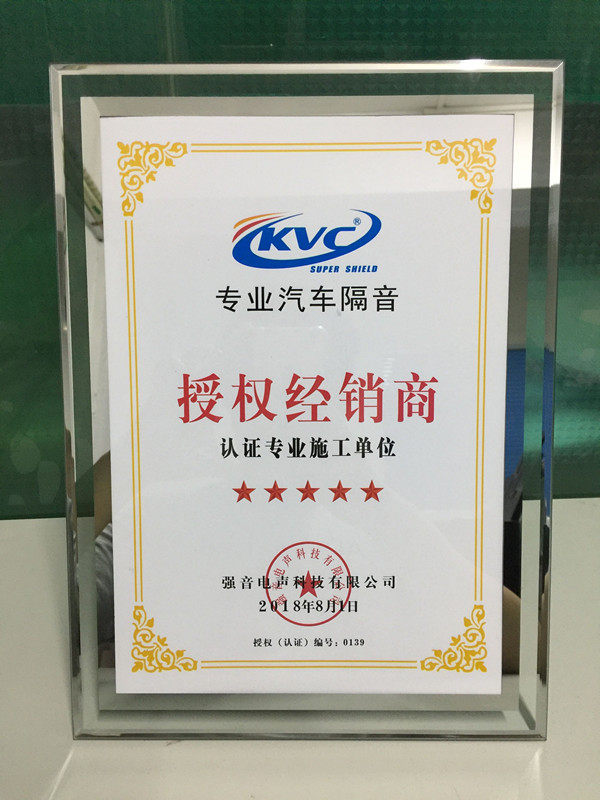 KVC®
SUPER SHIELD
专业汽车隔音
授权经销商
认证专业施工单位
强音电声科技有限公司
2018年8月1日
授权（认证）编号：0139